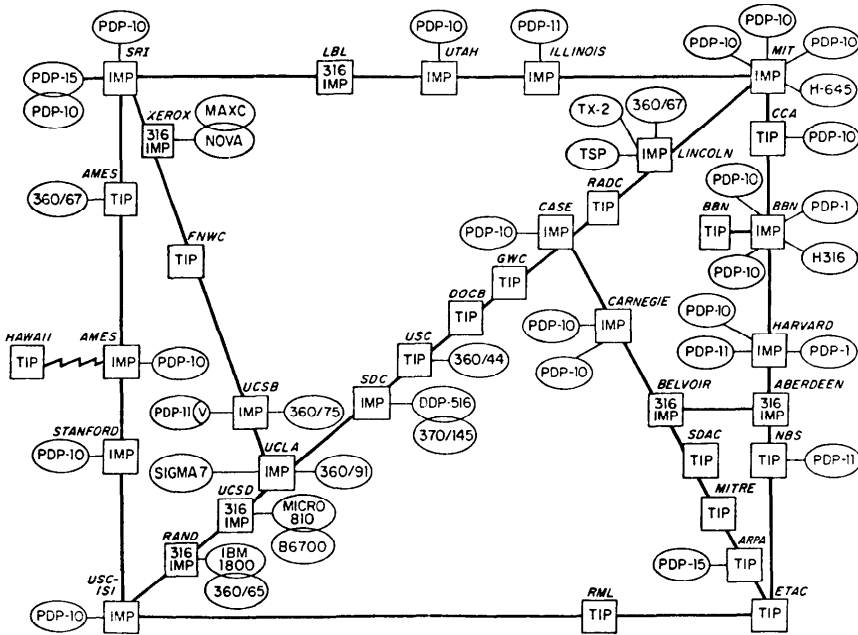 PDP-10
SRI
IMP
PDP-15
PDP-10
LBL
316
IMP
PDP-10
UTAH
IMP
PDP-11
ILLINOIS
IMP
PDP-10
PDP-10
MIT
PDP-10
IMP
H-645
XEROX
MAXC
316
IMP
NOVA
TX-2
360/67
TSP
IMP
LINCOLN
CCA
TIP
PDP-10
AMES
360/67
TIP
RADC
TIP
PDP-10
BBN
TIP
BBN
IMP
PDP-1
H316
PDP-10
FNWC
TIP
CASE
PDP-10
IMP
GWC
TIP
DOCB
TIP
CARNEGIE
PDP-10
IMP
PDP-10
PDP-10
HARVARD
PDP-11
IMP
PDP-1
HAWAII
TIP
AMES
IMP
PDP-10
USC
TIP
360/44
UCSB
PDP-11 V
IMP
360/75
SDC
IMP
DDP-516
370/145
BELVOIR
316
IMP
ABERDEEN
316
IMP
STANFORD
PDP-10
IMP
UCLA
SIGMA 7
IMP
360/91
SDAC
TIP
NBS
TIP
PDP-11
UCSD
316
IMP
MICRO
810
B6700
MITRE
TIP
RAND
316
IMP
IBM
1800
360/65
ARPA
PDP-15
TIP
USC-
ISI
PDP-10
IMP
RML
TIP
ETAC
TIP